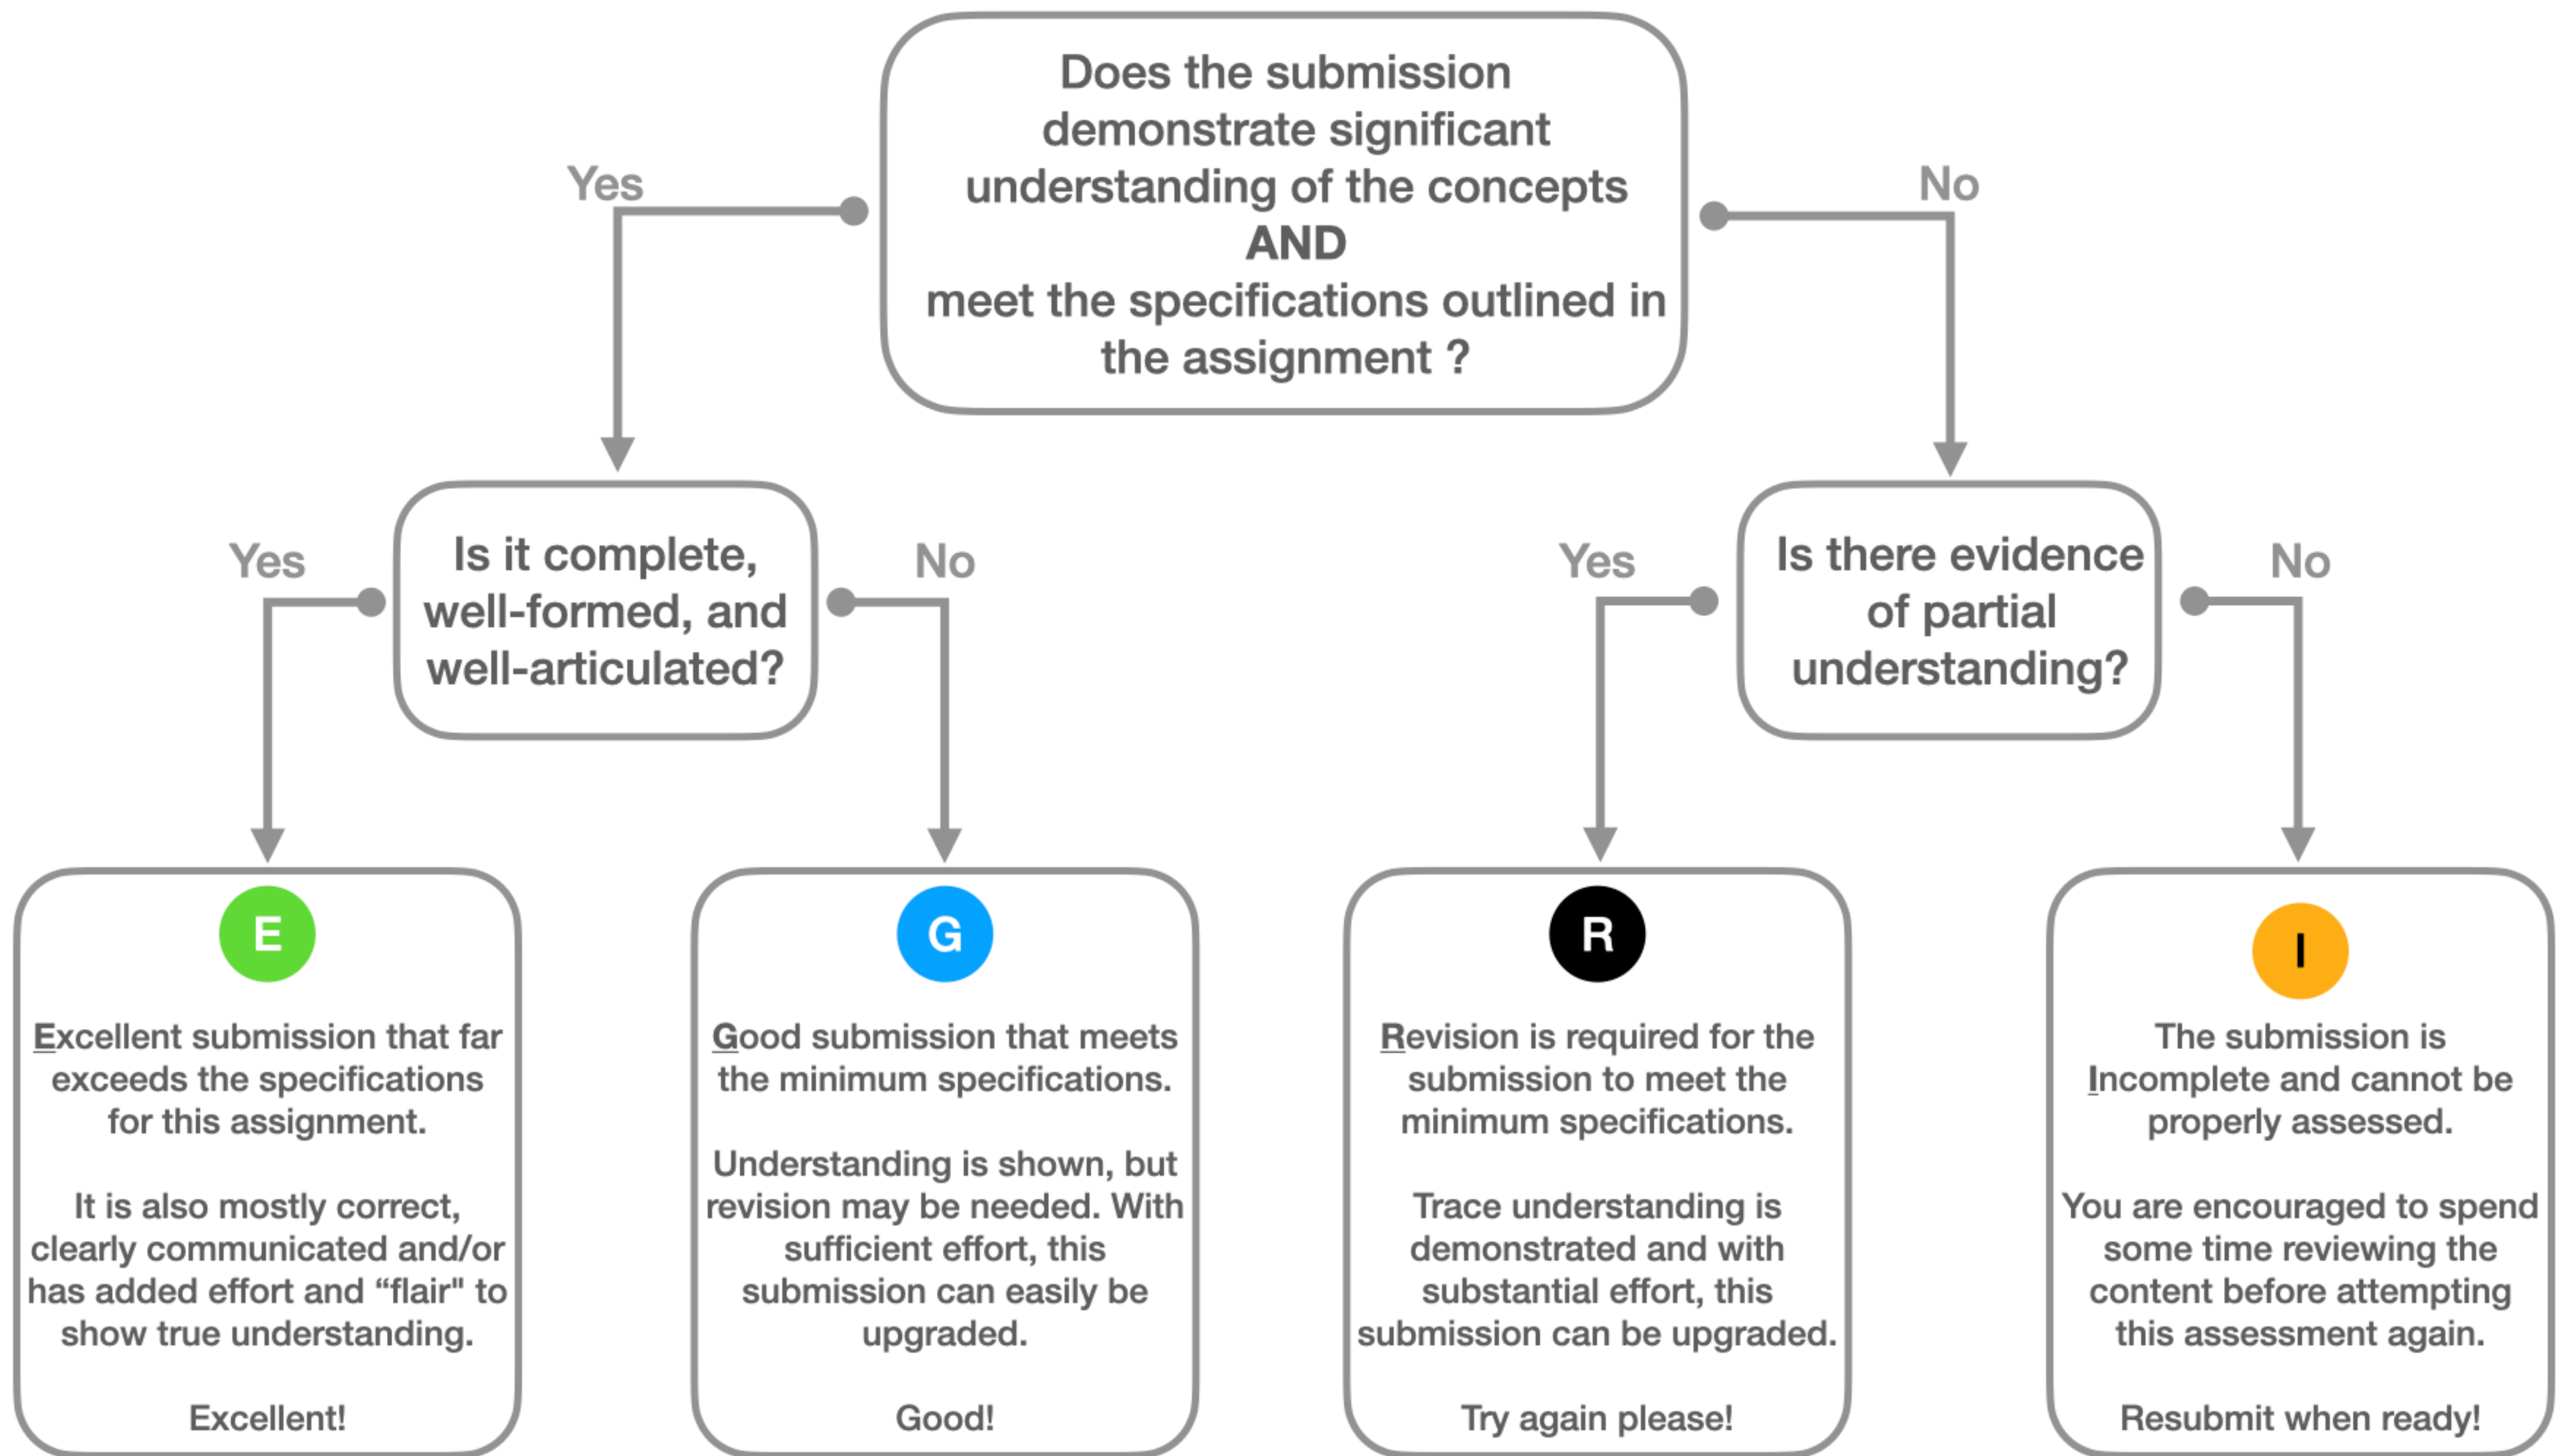 Does the submission
demonstrate significant
understanding of the concepts
AND
meet the specifications outlined in
the assignment ?
Yes
No
Is it complete,
well-formed, and
well-articulated?
Yes
No
Is there evidence
of partial
understanding?
Yes
No
E
Excellent submission that far
exceeds the specifications
for this assignment.
It is also mostly correct,
clearly communicated and/or
has added effort and “flair" to
show true understanding.
Excellent!
G
Good submission that meets
the minimum specifications.
Understanding is shown, but
revision may be needed. With
sufficient effort, this
submission can easily be
upgraded.
Good!
R
Revision is required for the
submission to meet the
minimum specifications.
Trace understanding is
demonstrated and with
substantial effort, this
submission can be upgraded.
Try again please!
I
The submission is
Incomplete and cannot be
properly assessed.
You are encouraged to spend
some time reviewing the
content before attempting
this assessment again.
Resubmit when ready!